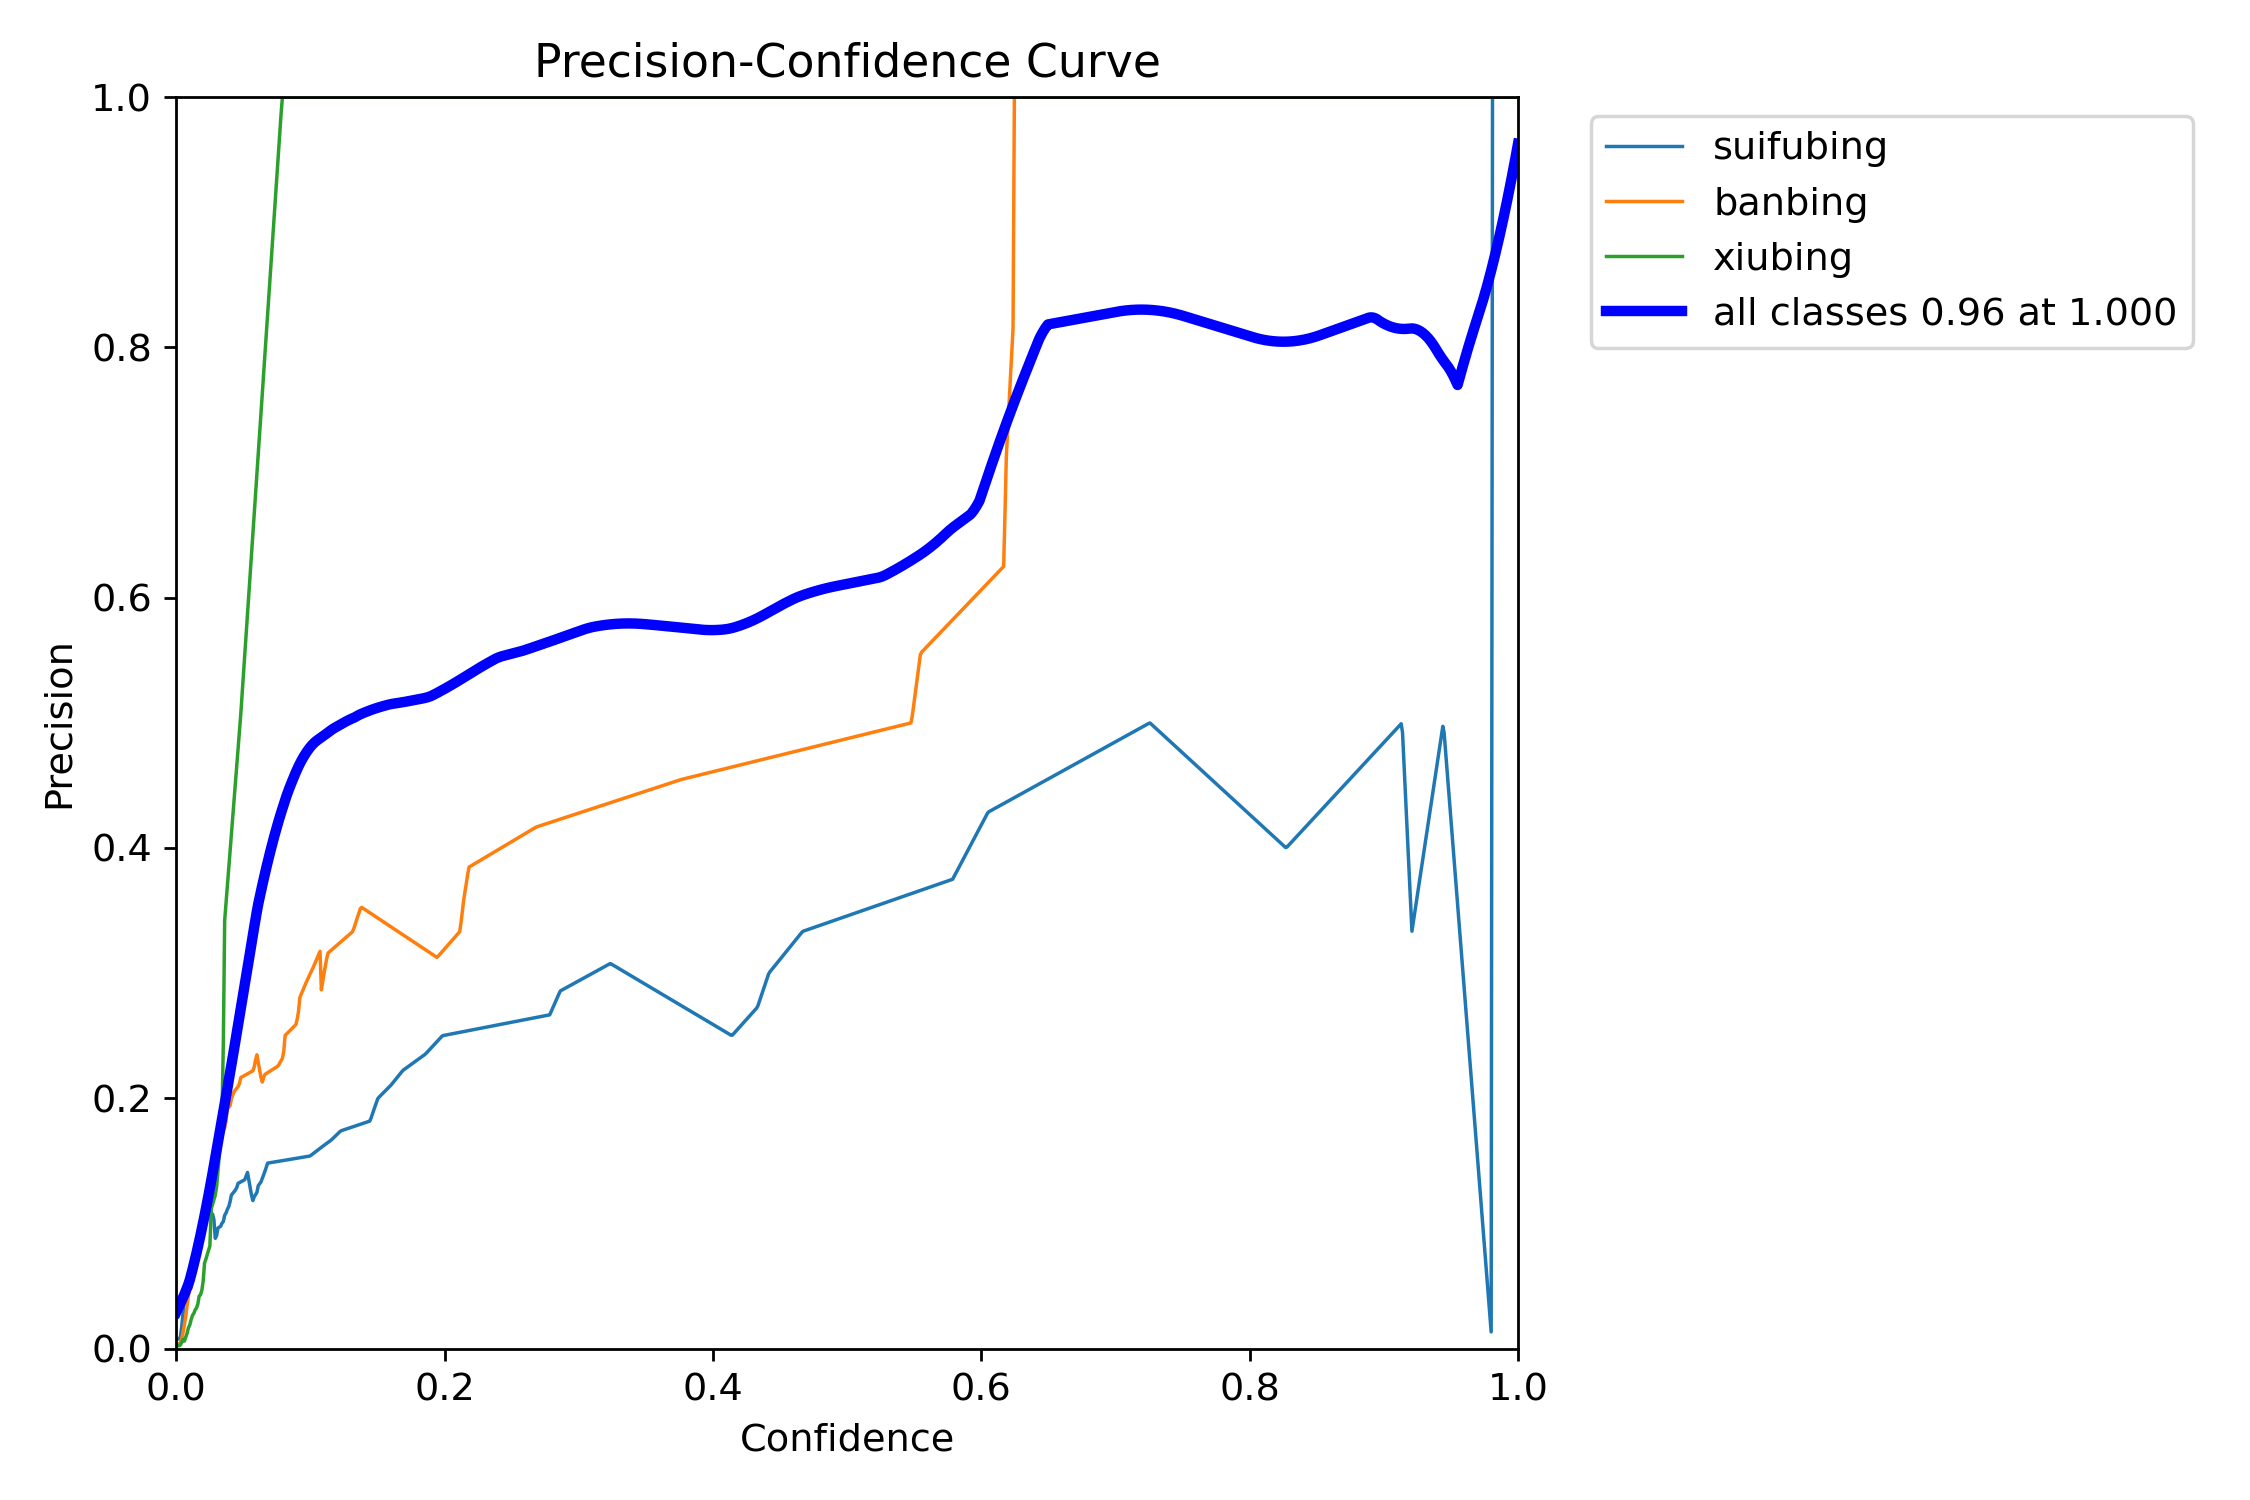 Precision-Confidence Curve
1.0
0.8
0.6
0.4
0.2
0.0
Precision
0.0 0.2 0.4 0.6 0.8 1.0
Confidence
suifubing
banbing
xiubing
all classes 0.96 at 1.000